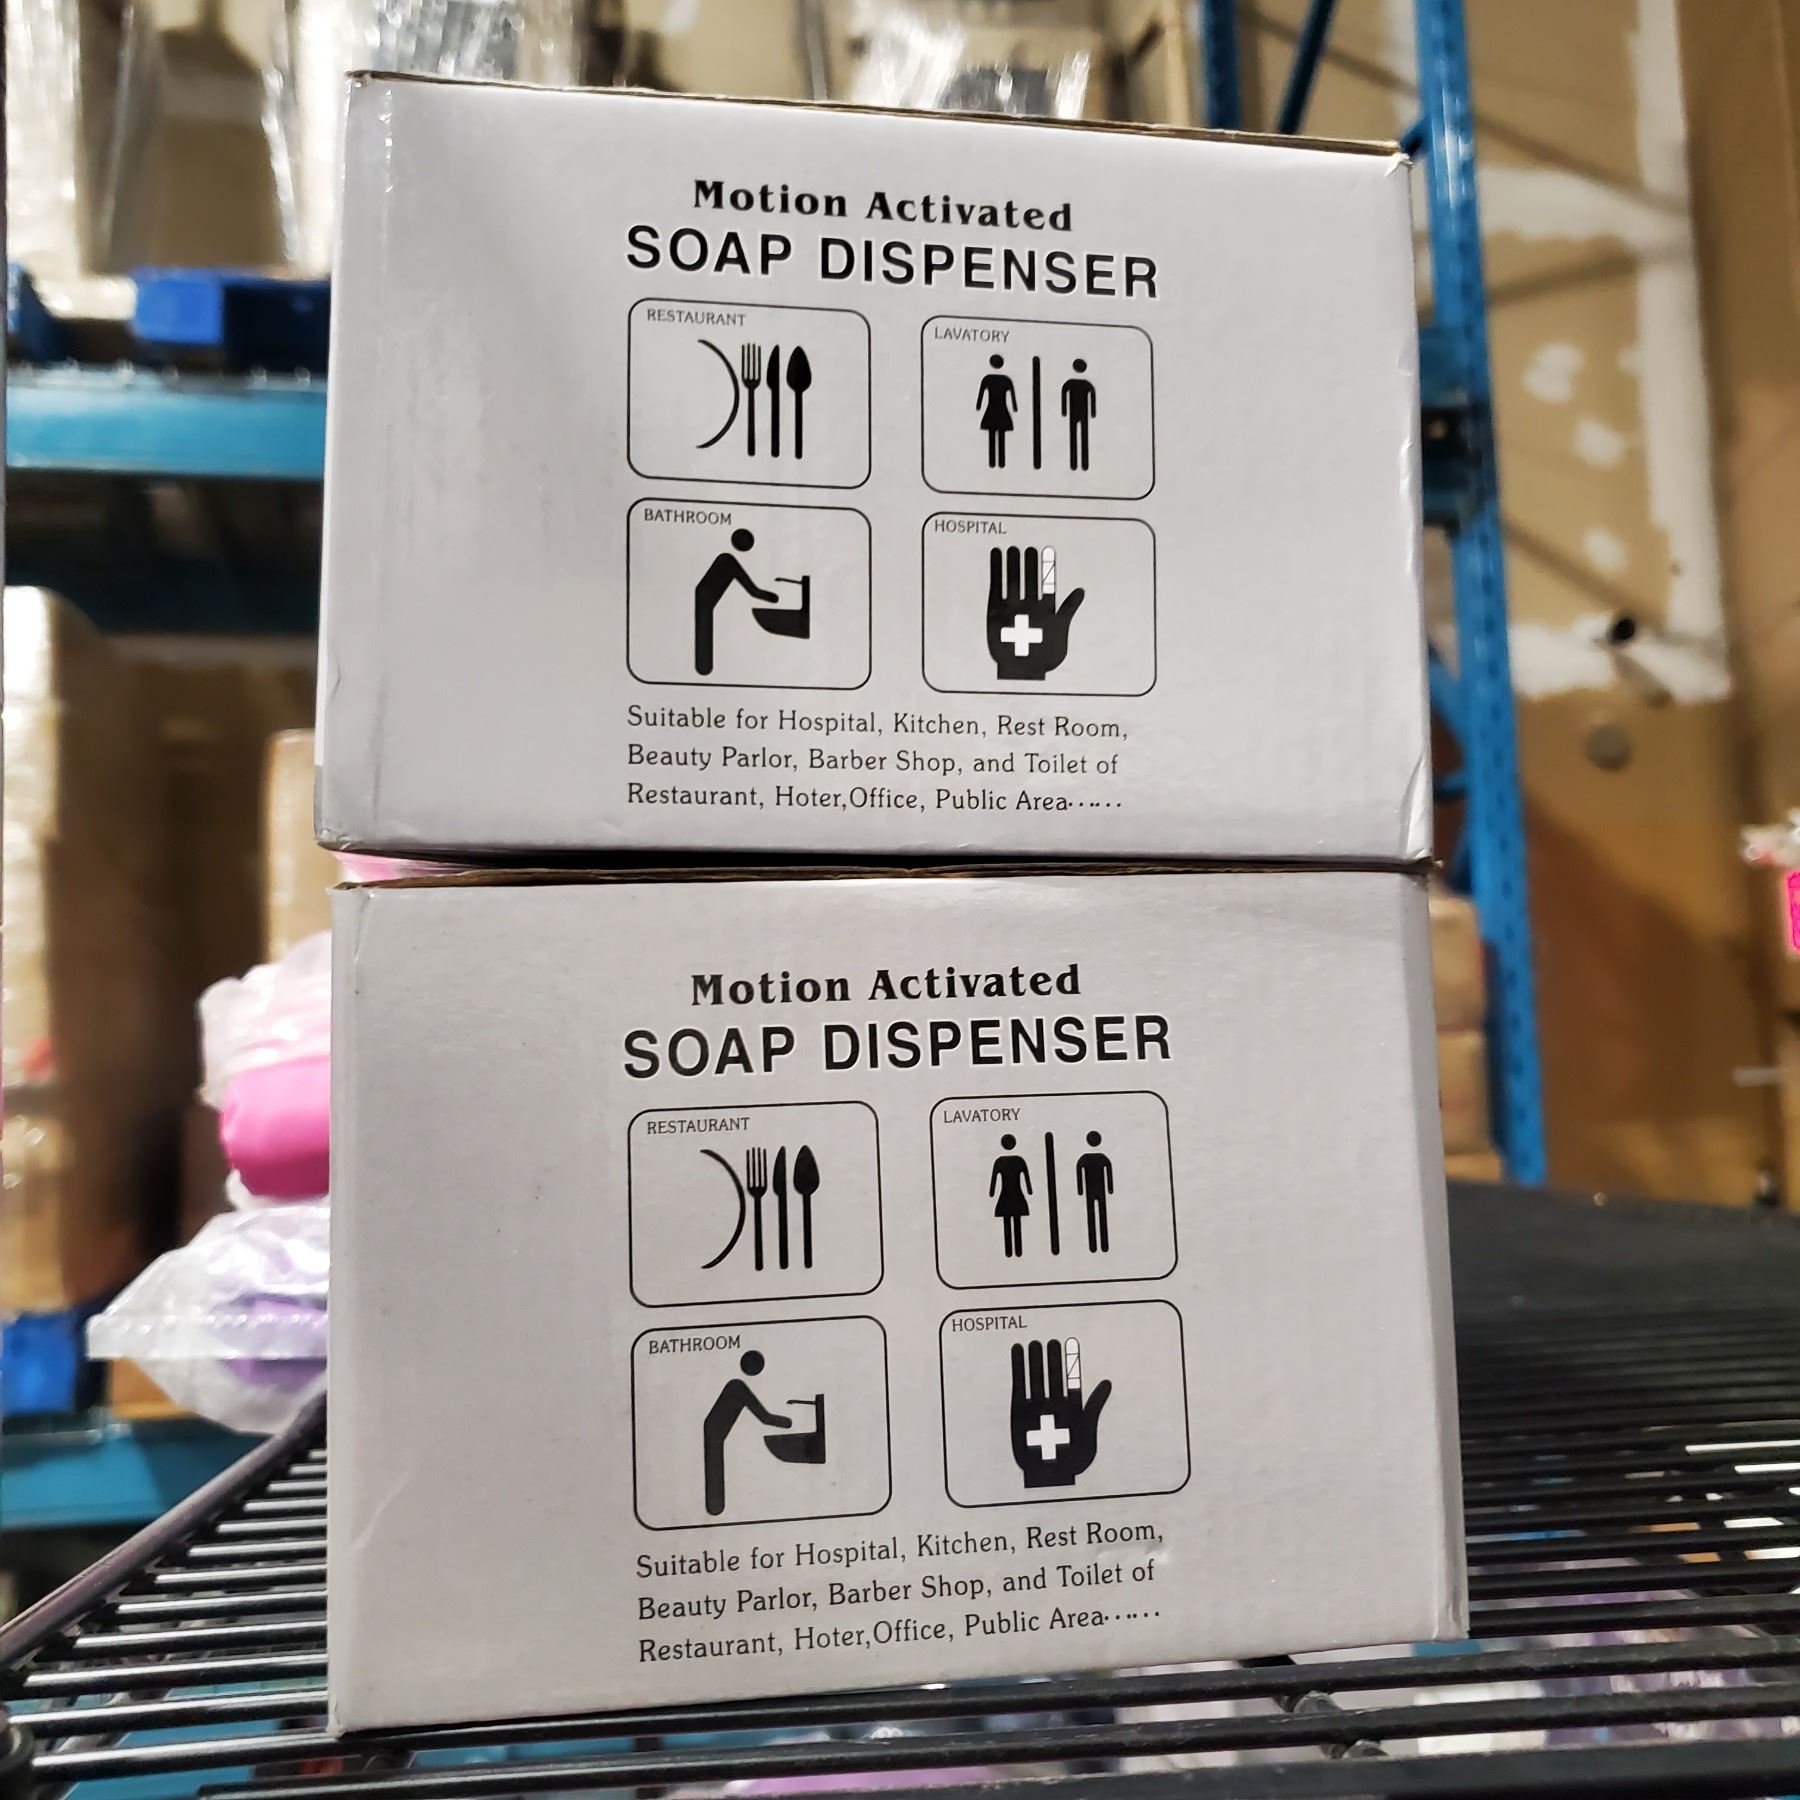 Motion Activated
SOAP DISPENSER
RESTAURANT
LAVATORY
BATHROOM
HOSPITAL
Suitable for Hospital, Kitchen, Rest Room,
Beauty Parlor, Barber Shop, and Toilet of
Restaurant, Hoter,Office, Public Area······
Motion Activated
SOAP DISPENSER
RESTAURANT
LAVATORY
BATHROOM
HOSPITAL
Suitable for Hospital, Kitchen, Rest Room,
Beauty Parlor, Barber Shop, and Toilet of
Restaurant, Hoter,Office, Public Area······